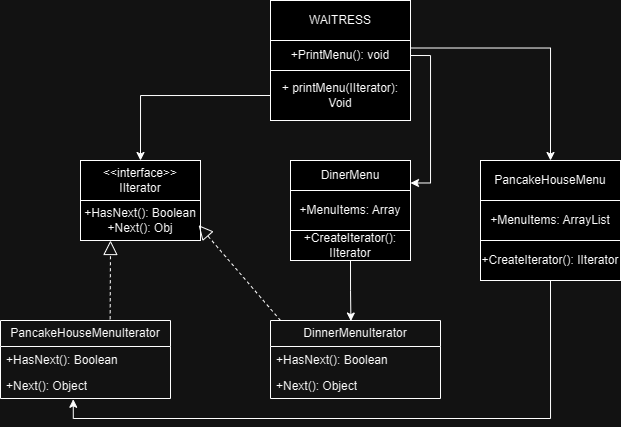 WAITRESS
+PrintMenu(): void
+ printMenu(IIterator):
Void
<<interface>>
IIterator
+HasNext(): Boolean
+Next(): Obj
DinerMenu
+MenuItems: Array
+CreateIterator():
IIterator
PancakeHouseMenu
+MenuItems: ArrayList
+CreateIterator(): IIterator
PancakeHouseMenuIterator
+HasNext(): Boolean
+Next(): Object
DinnerMenuIterator
+HasNext(): Boolean
+Next(): Object